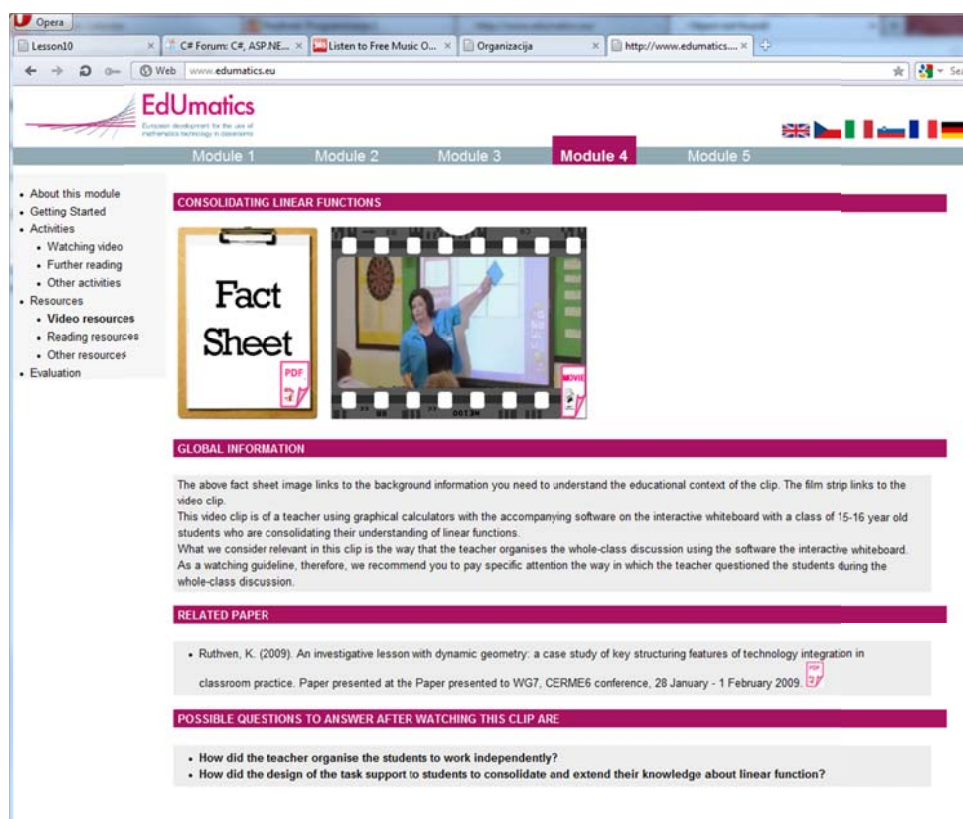 Opera
Lesson10
C# Forum: C#, ASP.NE...
Listen to Free Music O...
Organizacija
http://www.edumatics....
Web
www.edumatics.eu
Sea
EdUmatics
European development for the use of
mathematics technology in classrooms
Module 1
Module 2
Module 3
Module 4
Module 5
• About this module
• Getting Started
• Activities
• Watching video
• Further reading
• Other activities
• Resources
• Video resources
• Reading resources
• Other resources
• Evaluation
CONSOLIDATING LINEAR FUNCTIONS
Fact
Sheet
PDF
MOVIE
GLOBAL INFORMATION
The above fact sheet image links to the background information you need to understand the educational context of the clip. The film strip links to the
video clip.
This video clip is of a teacher using graphical calculators with the accompanying software on the interactive whiteboard with a class of 15-16 year old
students who are consolidating their understanding of linear functions.
What we consider relevant in this clip is the way that the teacher organises the whole-class discussion using the software the interactive whiteboard.
As a watching guideline, therefore, we recommend you to pay specific attention the way in which the teacher questioned the students during the
whole-class discussion.
RELATED PAPER
• Ruthven, K. (2009). An investigative lesson with dynamic geometry: a case study of key structuring features of technology integration in
classroom practice. Paper presented at the Paper presented to WG7, CERME6 conference, 28 January - 1 February 2009.
PDF
POSSIBLE QUESTIONS TO ANSWER AFTER WATCHING THIS CLIP ARE
• How did the teacher organise the students to work independently?
• How did the design of the task support to students to consolidate and extend their knowledge about linear function?